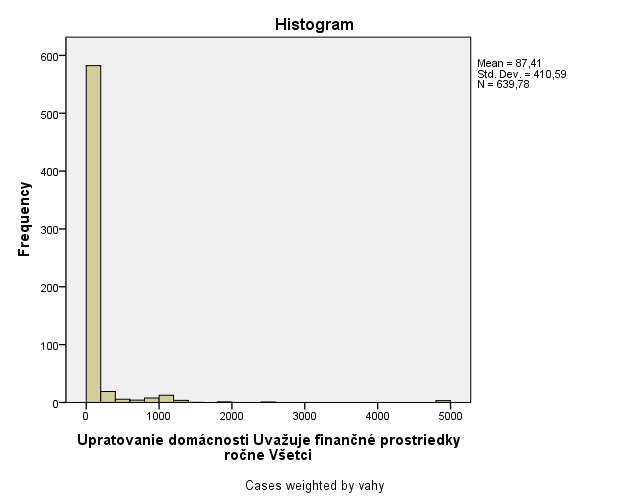 Histogram
Mean = 87,41
Std. Dev. = 410,59
N = 639,78
600
500
400
300
200
100
0
Frequency
0 1000 2000 3000 4000 5000
Upratovanie domácnosti Uvažuje finančné prostriedky
ročne Všetci
Cases weighted by vahy